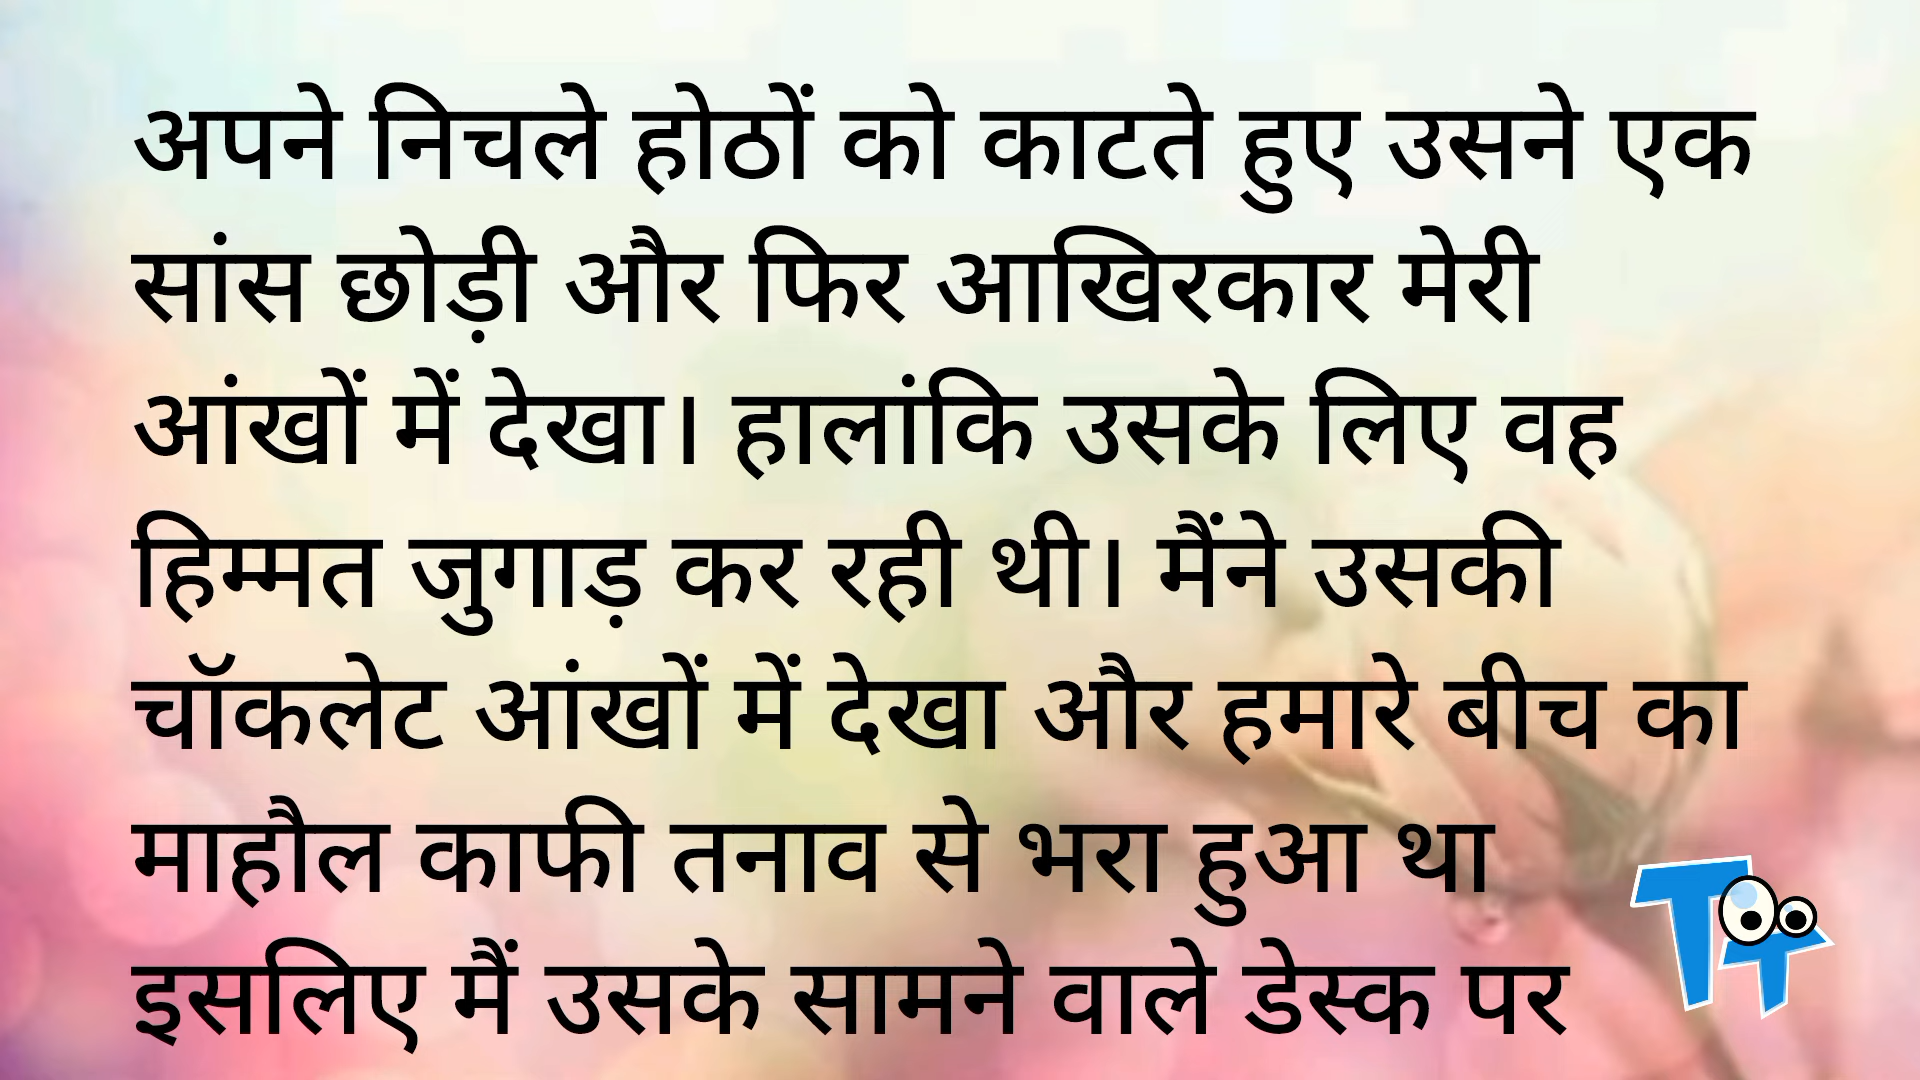 अपने निचले होठों को काटते हुए उसने एक
सांस छोड़ी और फिर आखिरकार मेरी
आंखों में देखा। हालांकि उसके लिए वह
हिम्मत जुगाड़ कर रही थी। मैंने उसकी
चॉकलेट आंखों में देखा और हमारे बीच का
माहौल काफी तनाव से भरा हुआ था
इसलिए मैं उसके सामने वाले डेस्क पर
TY